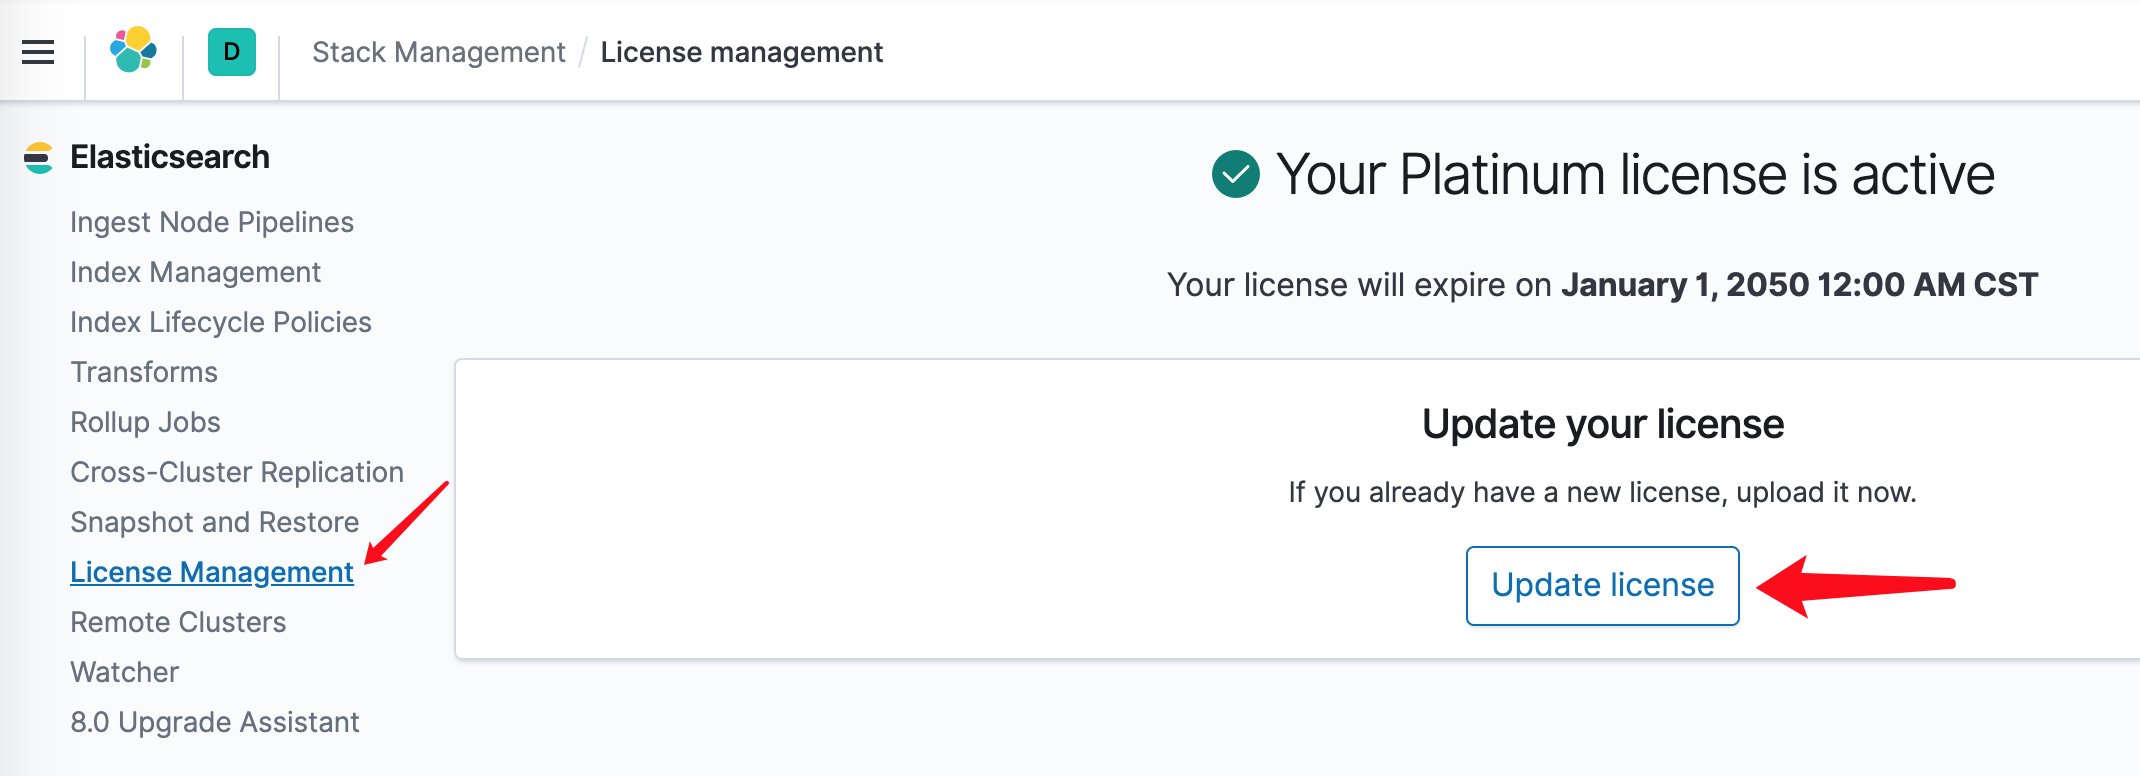 D
Stack Management / License management
Elasticsearch
Ingest Node Pipelines
Index Management
Index Lifecycle Policies
Transforms
Rollup Jobs
Cross-Cluster Replication
Snapshot and Restore
License Management
Remote Clusters
Watcher
8.0 Upgrade Assistant
Your Platinum license is active
Your license will expire on January 1, 2050 12:00 AM CST
Update your license
If you already have a new license, upload it now.
Update license